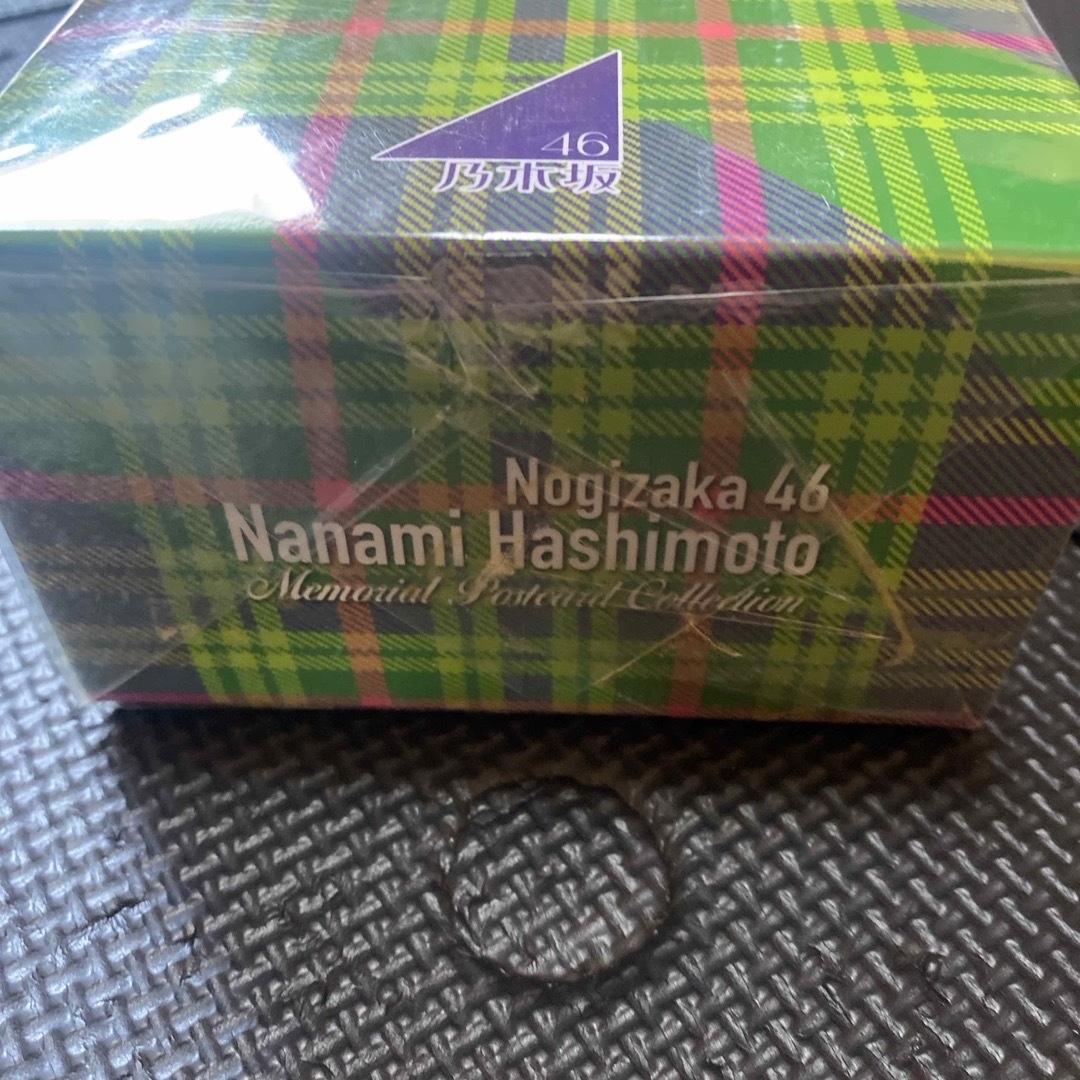 46
乃木坂
Nogizaka 46
Nanami Hashimoto
Memorial Postcard Collection